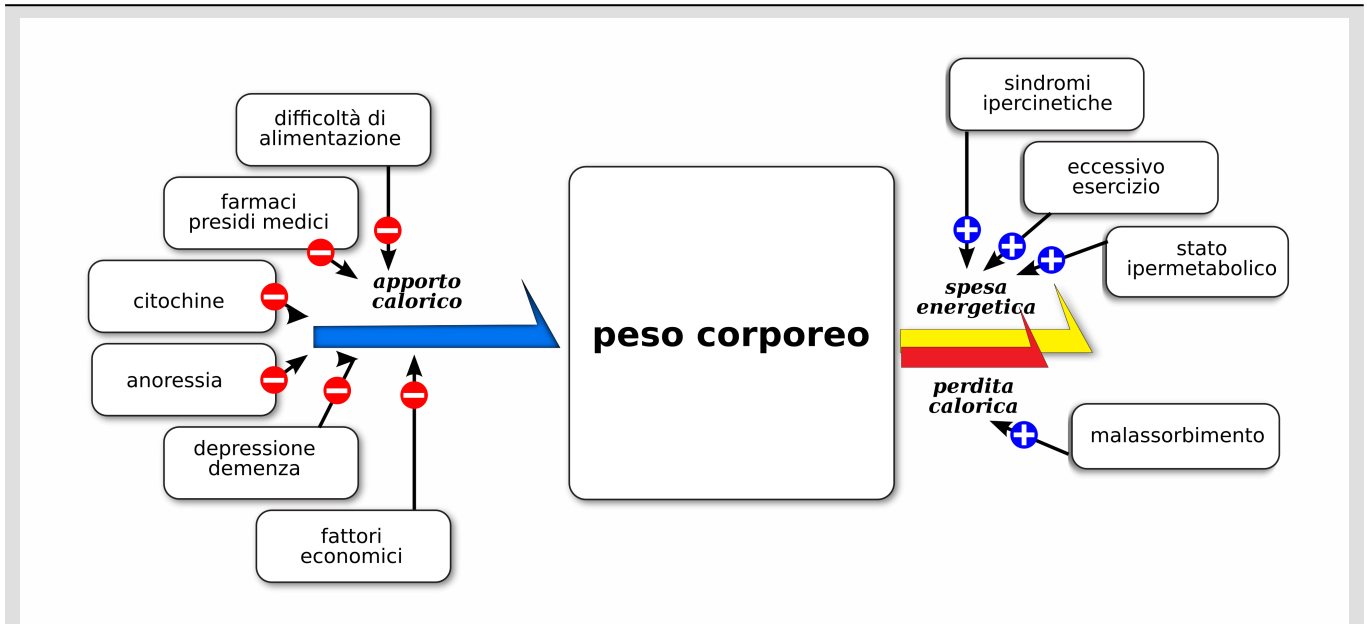 sindromi
ipercinetiche
difficoltà di
alimentazione
eccessivo
esercizio
farmaci
presidi medici
stato
ipermetabolico
citochine
apporto
calorico
spesa
energetica
peso corporeo
anoressia
perdita
calorica
malassorbimento
depressione
demenza
fattori
economici